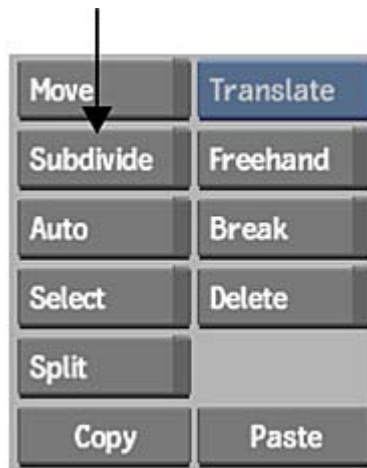 Move Translate
Subdivide Freehand
Auto Break
Select Delete
Split
Copy Paste